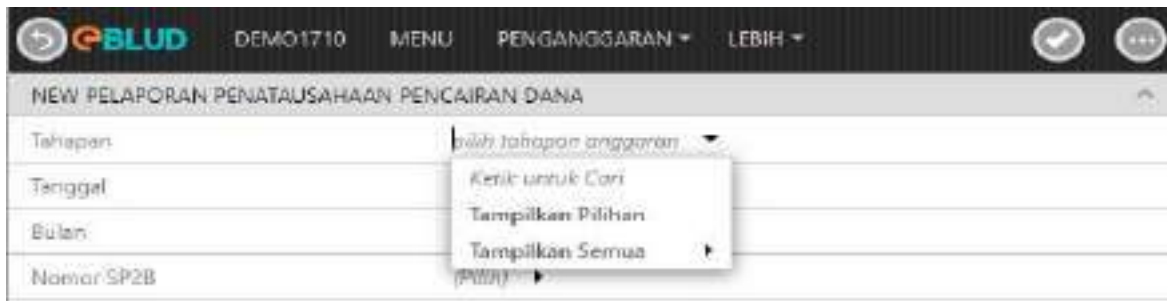 eBLUD DEMO1710 MENU PENGANGGARAN LEBIH
NEW PELAPORAN PENATAUSAHAAN PENCAIRAN DANA
Tahapan pilih tahapan anggaran
Tanggal Ketik untuk Cari
Tampilkan Pilihan
Bulan
Tampilkan Semua
Nomor SP2B (Pilih)